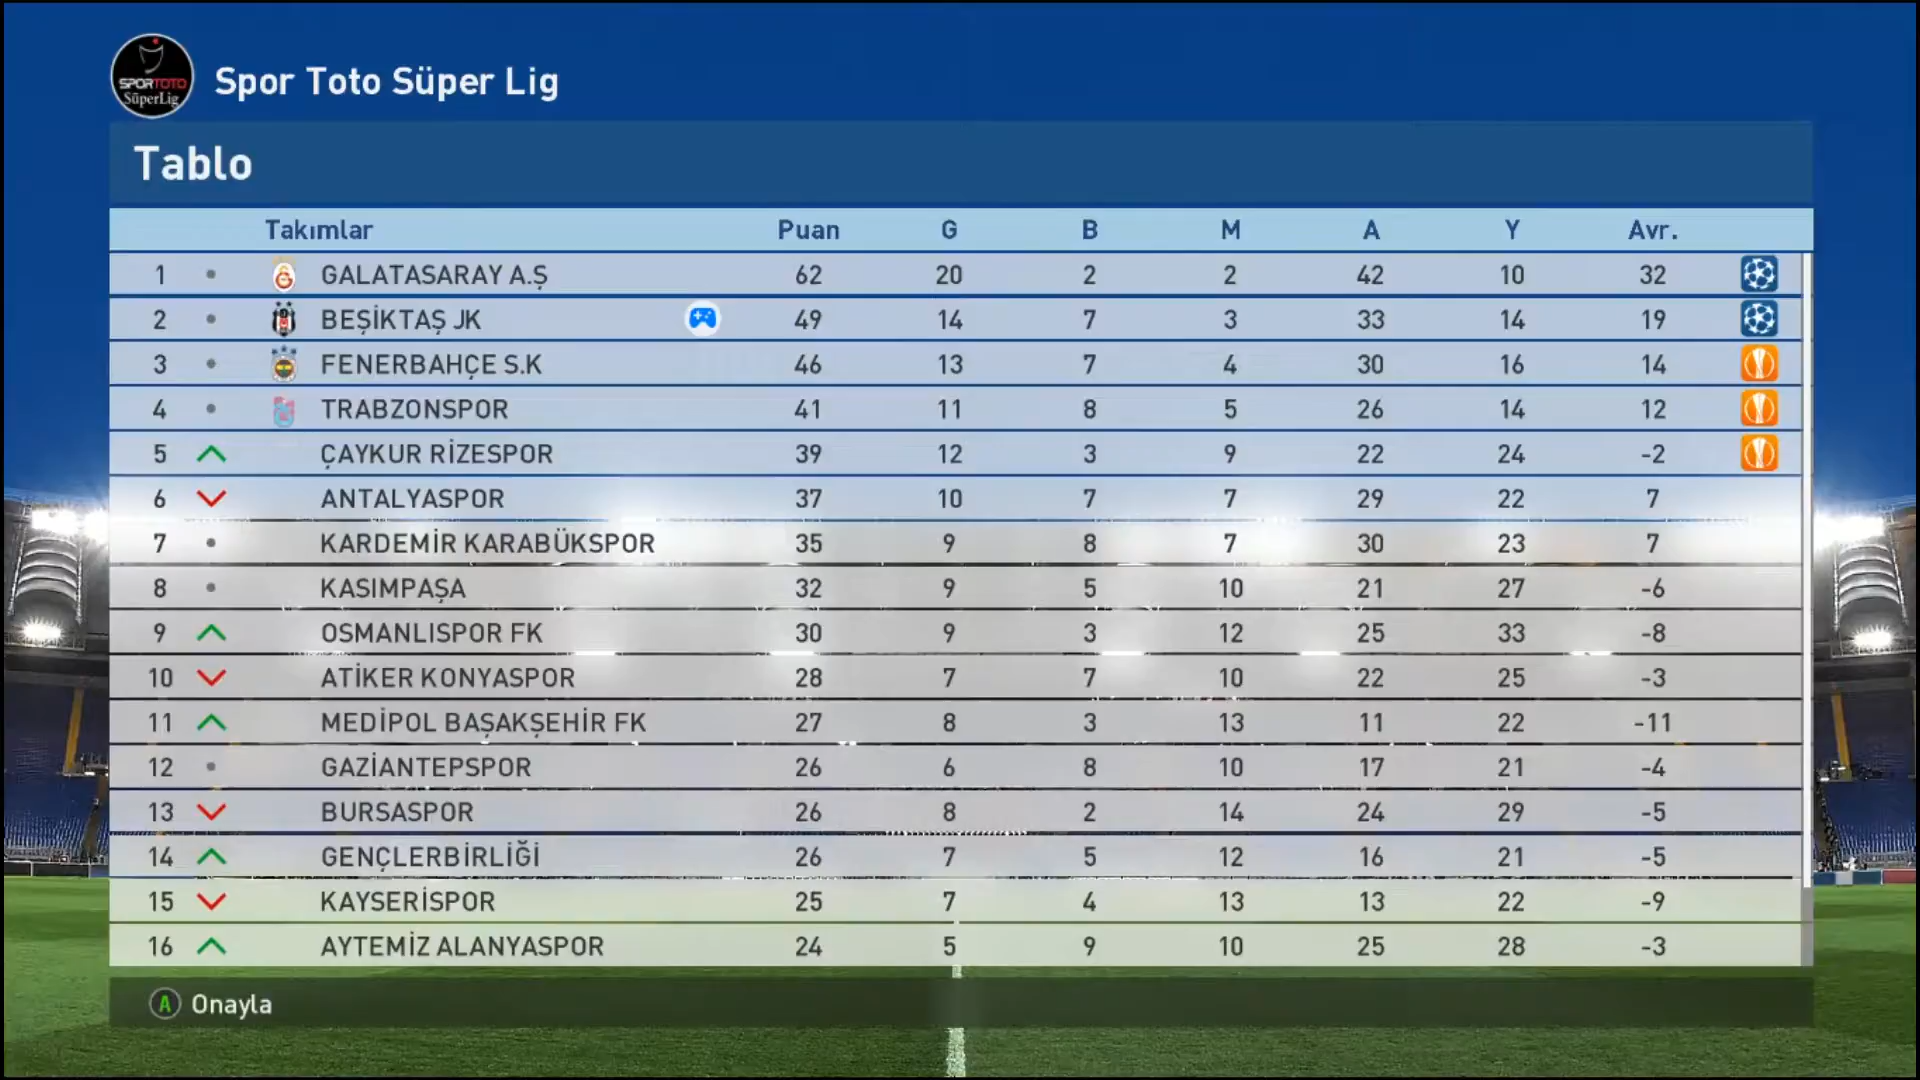 SPORTOTO
SüperLig
Spor Toto Süper Lig
Tablo
Takımlar Puan G B M A Y Avr.
1 GALATASARAY A.Ş 62 20 2 2 42 10 32
2 BEŞİKTAŞ JK 49 14 7 3 33 14 19
3 FENERBAHÇE S.K 46 13 7 4 30 16 14
4 TRABZONSPOR 41 11 8 5 26 14 12
5 ÇAYKUR RİZESPOR 39 12 3 9 22 24 -2
6 ANTALYASPOR 37 10 7 7 29 22 7
7 KARDEMİR KARABÜKSPOR 35 9 8 7 30 23 7
8 KASIMPAŞA 32 9 5 10 21 27 -6
9 OSMANLISPOR FK 30 9 3 12 25 33 -8
10 ATİKER KONYASPOR 28 7 7 10 22 25 -3
11 MEDİPOL BAŞAKŞEHİR FK 27 8 3 13 11 22 -11
12 GAZİANTEPSPOR 26 6 8 10 17 21 -4
13 BURSASPOR 26 8 2 14 24 29 -5
14 GENÇLERBİRLİĞİ 26 7 5 12 16 21 -5
15 KAYSERİSPOR 25 7 4 13 13 22 -9
16 AYTEMİZ ALANYASPOR 24 5 9 10 25 28 -3
A Onayla